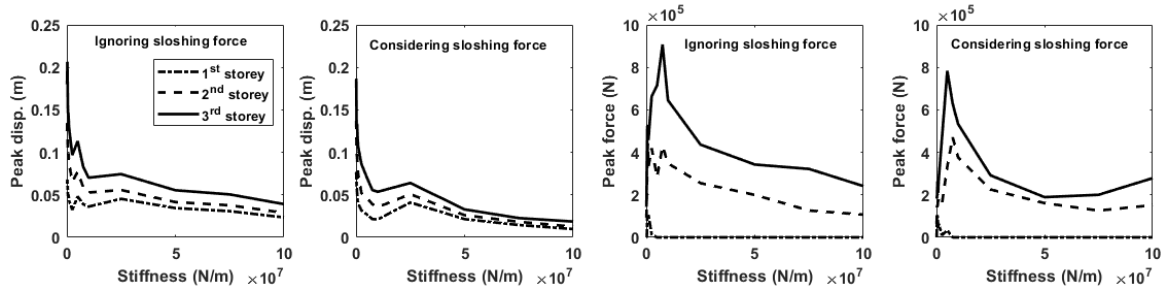 Ignoring sloshing force
1st storey
2nd storey
3rd storey
Peak disp. (m)
0.25
0.2
0.15
0.1
0.05
0
0 5 10
Stiffness (N/m) ×10^7
Considering sloshing force
Peak disp. (m)
0.25
0.2
0.15
0.1
0.05
0
0 5 10
Stiffness (N/m) ×10^7
×10^5
Ignoring sloshing force
Peak force (N)
10
8
6
4
2
0
0 5 10
Stiffness (N/m) ×10^7
×10^5
Considering sloshing force
Peak force (N)
10
8
6
4
2
0
0 5 10
Stiffness (N/m) ×10^7